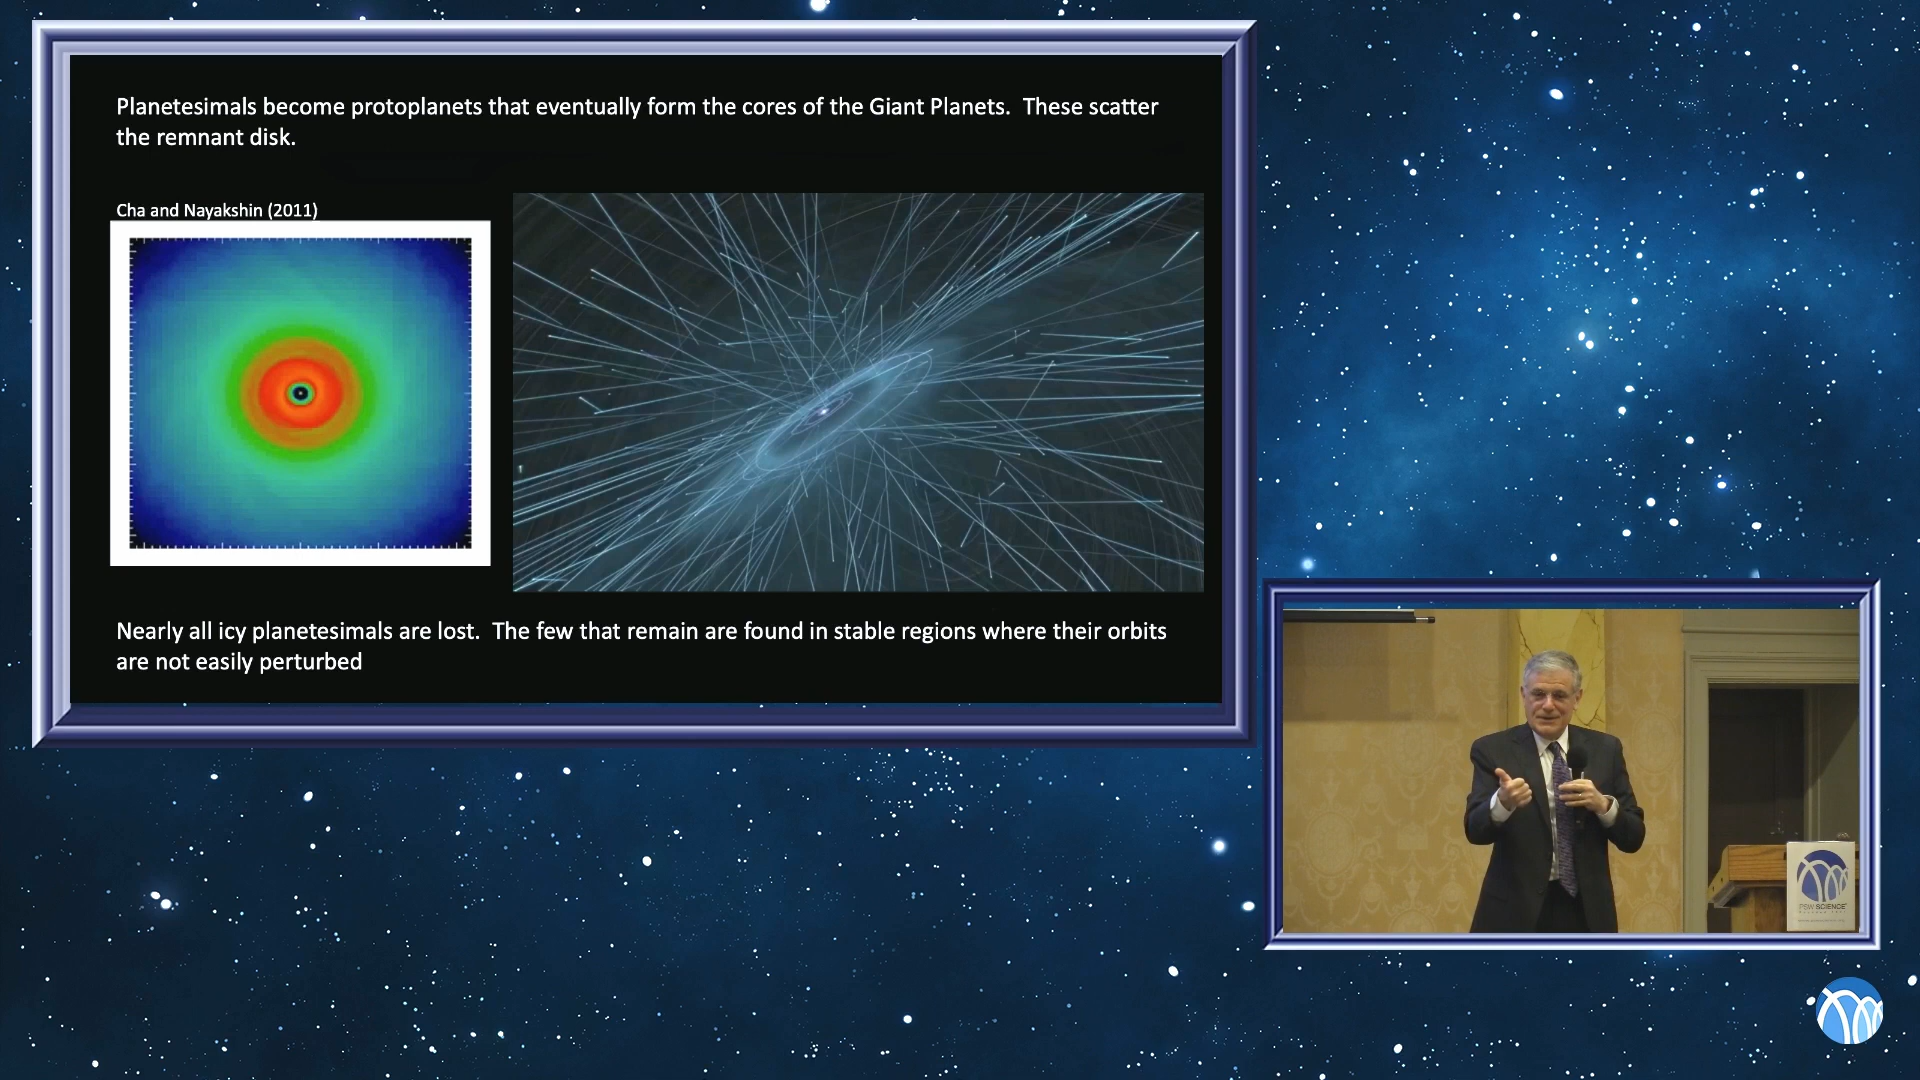 Planetesimals become protoplanets that eventually form the cores of the Giant Planets.  These scatter
the remnant disk.
Cha and Nayakshin (2011)
Nearly all icy planetesimals are lost.  The few that remain are found in stable regions where their orbits
are not easily perturbed
PSW SCIENCE